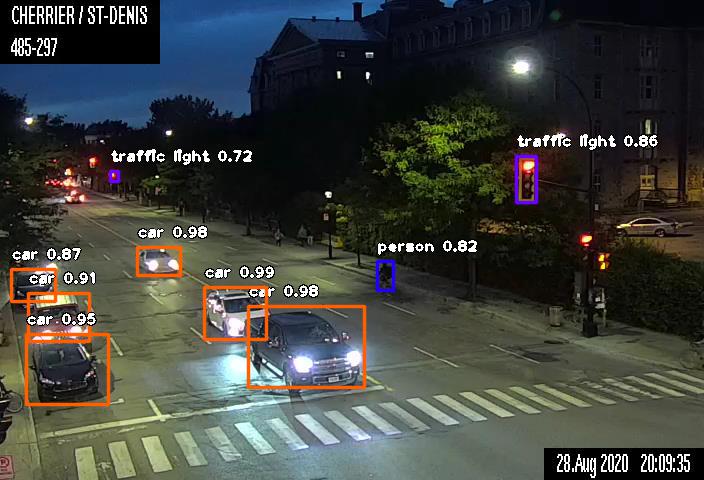 CHERRIER / ST-DENIS
485-297
traffic light 0.72
traffic light 0.86
car 0.98
person 0.82
car 0.87
car 0.91
car 0.99
car 0.98
car 0.95
28.Aug 2020 20:09:35